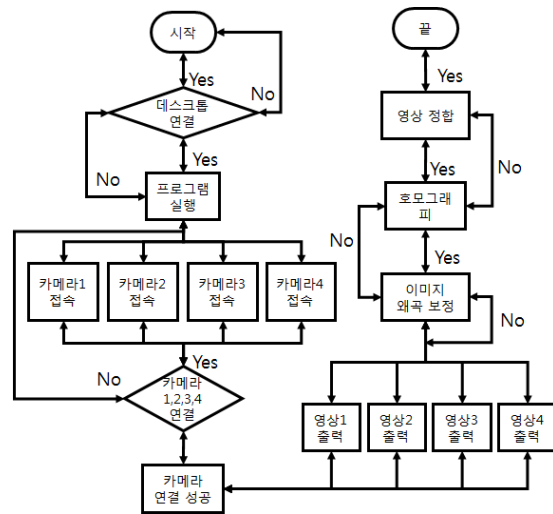 시작
Yes
No
데스크톱
연결
Yes
No
프로그램
실행
카메라1
접속
카메라2
접속
카메라3
접속
카메라4
접속
Yes
No
카메라
1,2,3,4
연결
카메라
연결 성공
끝
Yes
영상 정합
No
Yes
호모그래
피
No
Yes
이미지
왜곡 보정
No
영상1
출력
영상2
출력
영상3
출력
영상4
출력